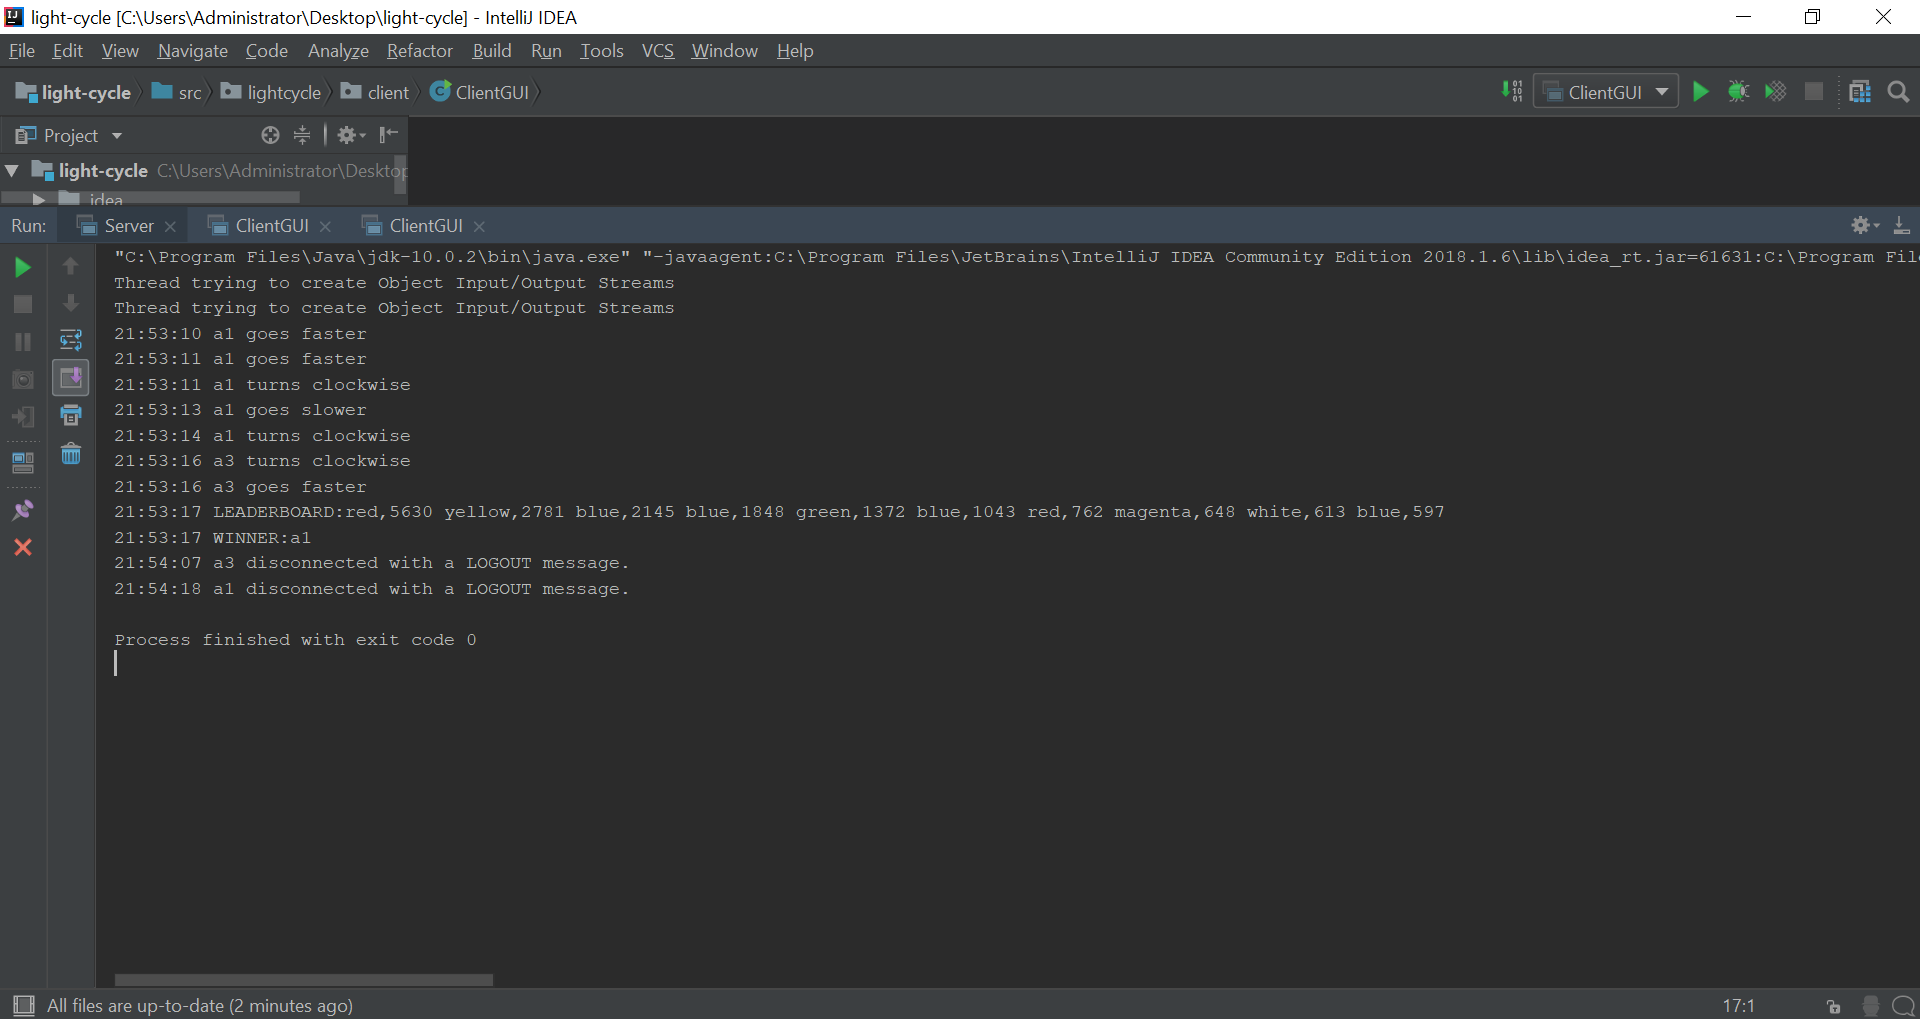 light-cycle [C:\Users\Administrator\Desktop\light-cycle] - IntelliJ IDEA
File Edit View Navigate Code Analyze Refactor Build Run Tools VCS Window Help
light-cycle src lightcycle client ClientGUI ClientGUI
Project
light-cycle C:\Users\Administrator\Desktop
idea
Run: Server ClientGUI ClientGUI
"C:\Program Files\Java\jdk-10.0.2\bin\java.exe" "-javaagent:C:\Program Files\JetBrains\IntelliJ IDEA Community Edition 2018.1.6\lib\idea_rt.jar=61631:C:\Program Fil
Thread trying to create Object Input/Output Streams
Thread trying to create Object Input/Output Streams
21:53:10 a1 goes faster
21:53:11 a1 goes faster
21:53:11 a1 turns clockwise
21:53:13 a1 goes slower
21:53:14 a1 turns clockwise
21:53:16 a3 turns clockwise
21:53:16 a3 goes faster
21:53:17 LEADERBOARD:red,5630 yellow,2781 blue,2145 blue,1848 green,1372 blue,1043 red,762 magenta,648 white,613 blue,597
21:53:17 WINNER:a1
21:54:07 a3 disconnected with a LOGOUT message.
21:54:18 a1 disconnected with a LOGOUT message.
Process finished with exit code 0
All files are up-to-date (2 minutes ago) 17:1